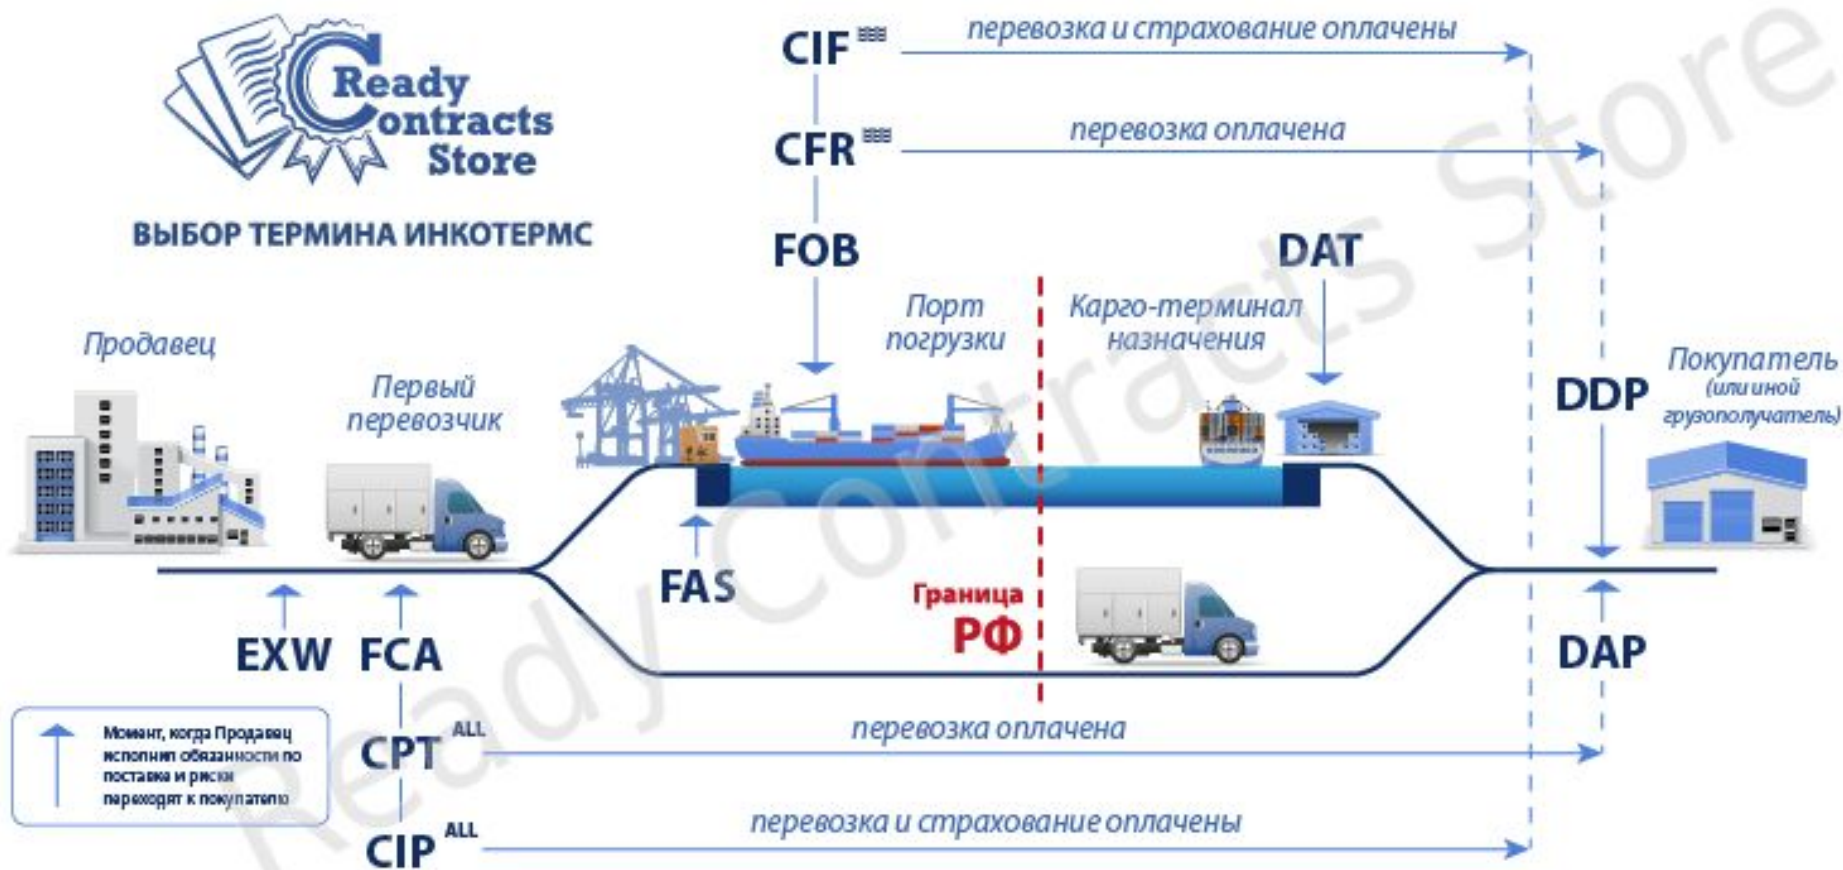 CIF
перевозка и страхование оплачены
Ready
Contracts
Store
CFR
перевозка оплачена
ВЫБОР ТЕРМИНА ИНКОТЕРМС
FOB
DAT
Порт
погрузки
Карго-терминал
назначения
Продавец
Первый
перевозчик
DDP
Покупатель
(или иной
грузополучатель)
FAS
Граница
РФ
EXW
FCA
DAP
Момент, когда Продавец
исполнил обязанности по
поставке и риски
переходят к покупателю
CPT ALL
перевозка оплачена
CIP ALL
перевозка и страхование оплачены
Ready Contracts Store